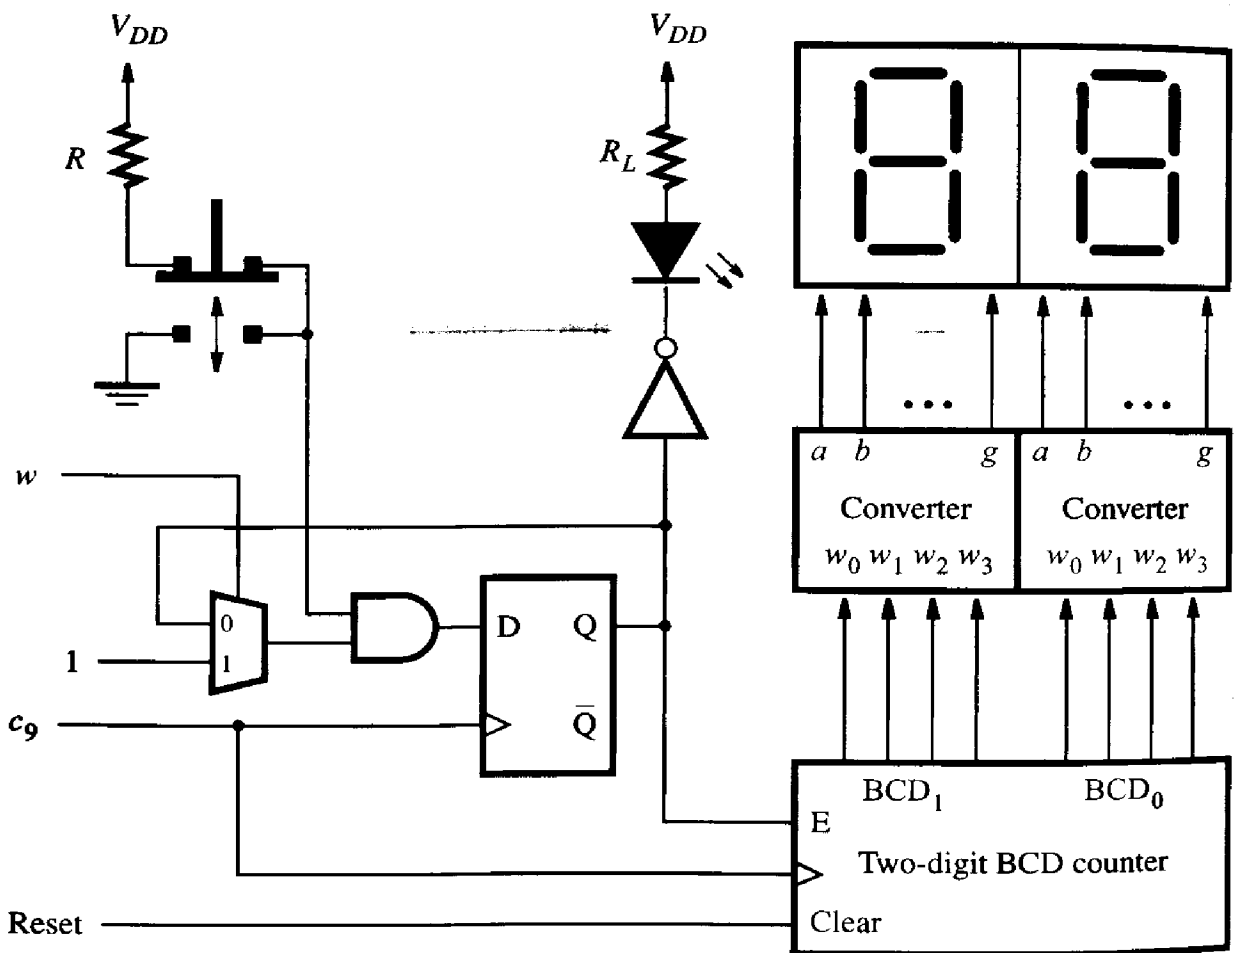 V_DD
V_DD
R
R_L
a b g a b g
Converter Converter
w_0 w_1 w_2 w_3 w_0 w_1 w_2 w_3
w
0
1
1
D Q
Q̅
c_9
BCD_1 BCD_0
E
Two-digit BCD counter
Reset
Clear